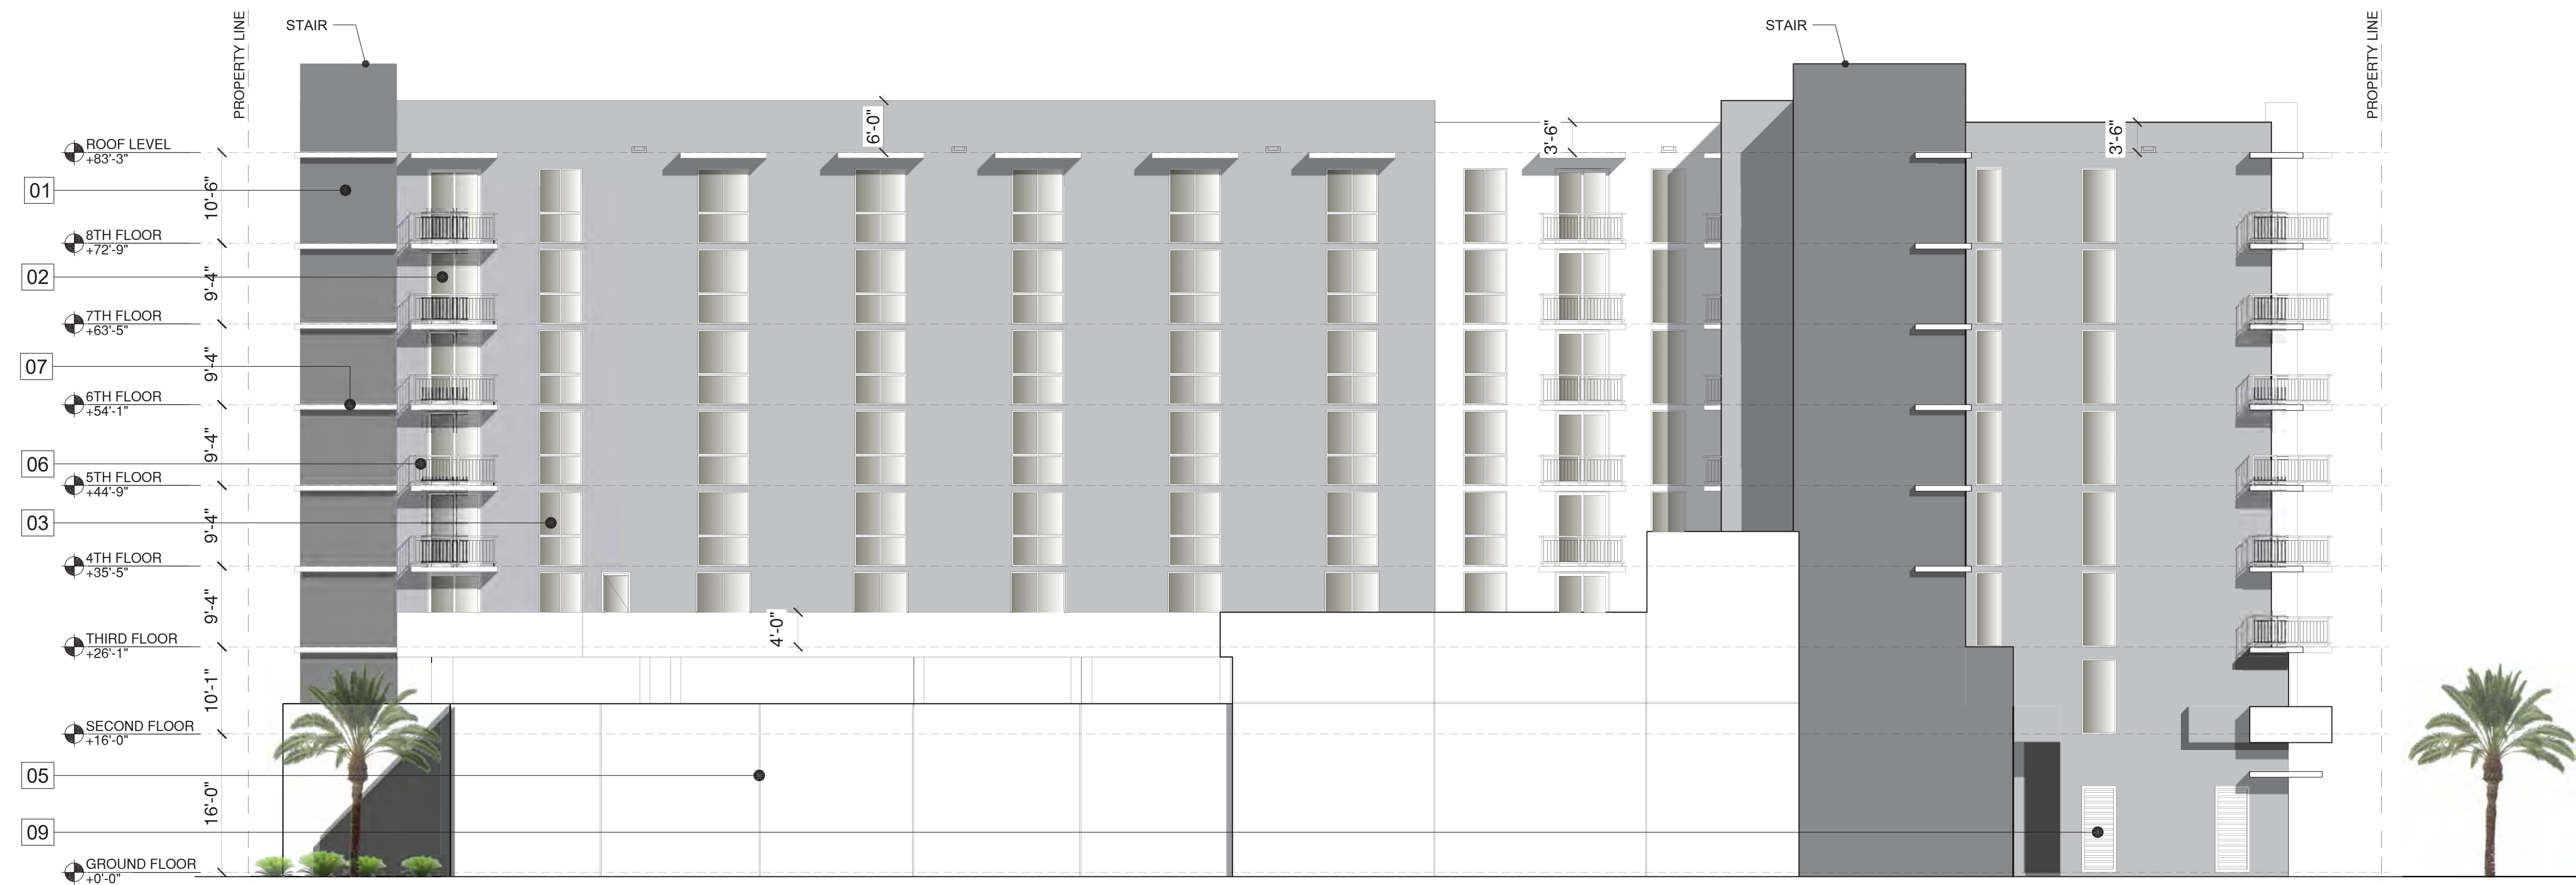 STAIR
STAIR
PROPERTY LINE
PROPERTY LINE
6'-0"
3'-6"
3'-6"
ROOF LEVEL
+83'-3"
01
10'-6"
8TH FLOOR
+72'-9"
02
9'-4"
7TH FLOOR
+63'-5"
07
9'-4"
6TH FLOOR
+54'-1"
06
9'-4"
5TH FLOOR
+44'-9"
03
9'-4"
4TH FLOOR
+35'-5"
9'-4"
4'-0"
THIRD FLOOR
+26'-1"
10'-1"
SECOND FLOOR
+16'-0"
05
16'-0"
09
GROUND FLOOR
+0'-0"